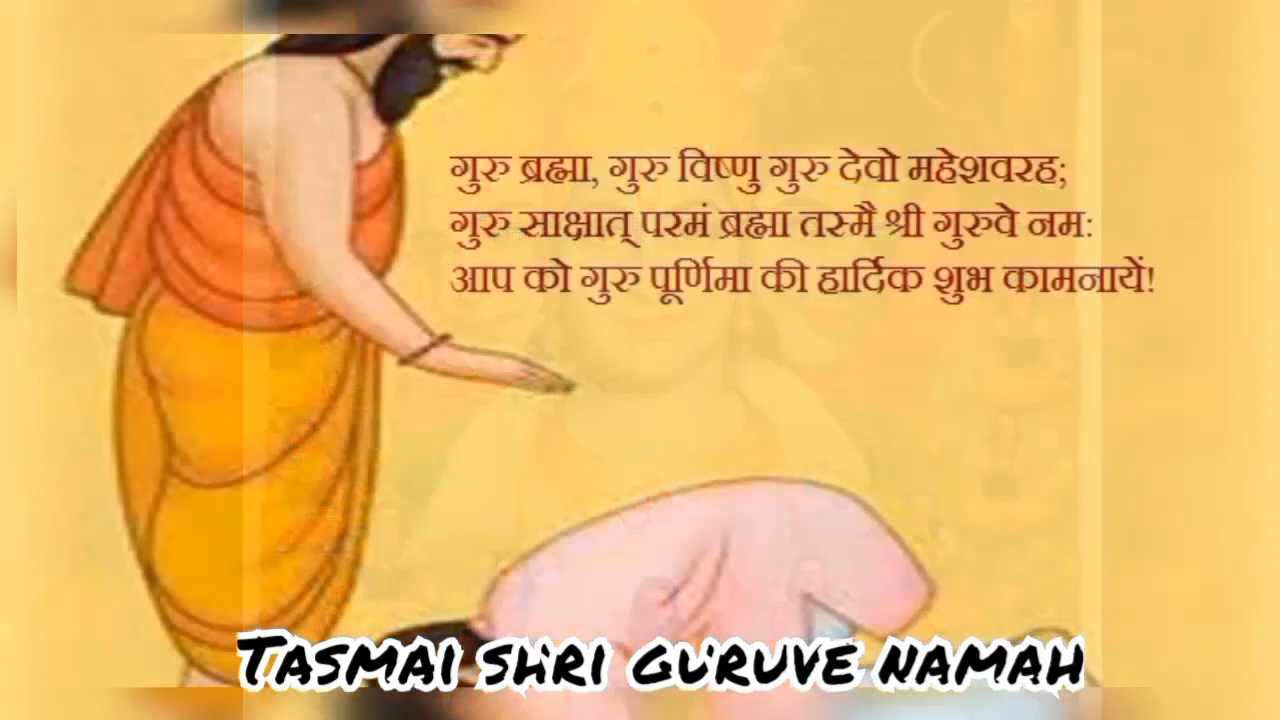 गुरु ब्रह्मा, गुरु विष्णु गुरु देवो महेशवरह;
गुरु साक्षात् परमं ब्रह्मा तस्मै श्री गुरुवे नमः
आप को गुरु पूर्णिमा की हार्दिक शुभ कामनायें!
TASMAI SHRI GURUVE NAMAH